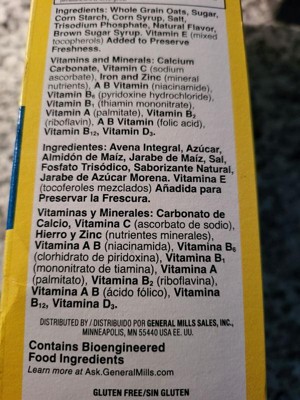 Ingredients: Whole Grain Oats, Sugar,
Corn Starch, Corn Syrup, Salt,
Trisodium Phosphate, Natural Flavor,
Brown Sugar Syrup. Vitamin E (mixed
tocopherols) Added to Preserve
Freshness.
Vitamins and Minerals: Calcium
Carbonate, Vitamin C (sodium
ascorbate), Iron and Zinc (mineral
nutrients), A B Vitamin (niacinamide),
Vitamin B6 (pyridoxine hydrochloride),
Vitamin B1 (thiamin mononitrate),
Vitamin A (palmitate), Vitamin B2
(riboflavin), A B Vitamin (folic acid),
Vitamin B12, Vitamin D3.
Ingredientes: Avena Integral, Azúcar,
Almidón de Maíz, Jarabe de Maíz, Sal,
Fosfato Trisódico, Saborizante Natural,
Jarabe de Azúcar Morena. Vitamina E
(tocoferoles mezclados) Añadida para
Preservar la Frescura.
Vitaminas y Minerales: Carbonato de
Calcio, Vitamina C (ascorbato de sodio),
Hierro y Zinc (nutrientes minerales),
Vitamina A B (niacinamida), Vitamina B6
(clorhidrato de piridoxina), Vitamina B1
(mononitrato de tiamina), Vitamina A
(palmitato), Vitamina B2 (riboflavina),
Vitamina A B (ácido fólico), Vitamina
B12, Vitamina D3.
DISTRIBUTED BY / DISTRIBUIDO POR GENERAL MILLS SALES, INC.,
MINNEAPOLIS, MN 55440 USA EE. UU.
Contains Bioengineered
Food Ingredients
Learn more at Ask.GeneralMills.com
GLUTEN FREE/SIN GLUTEN